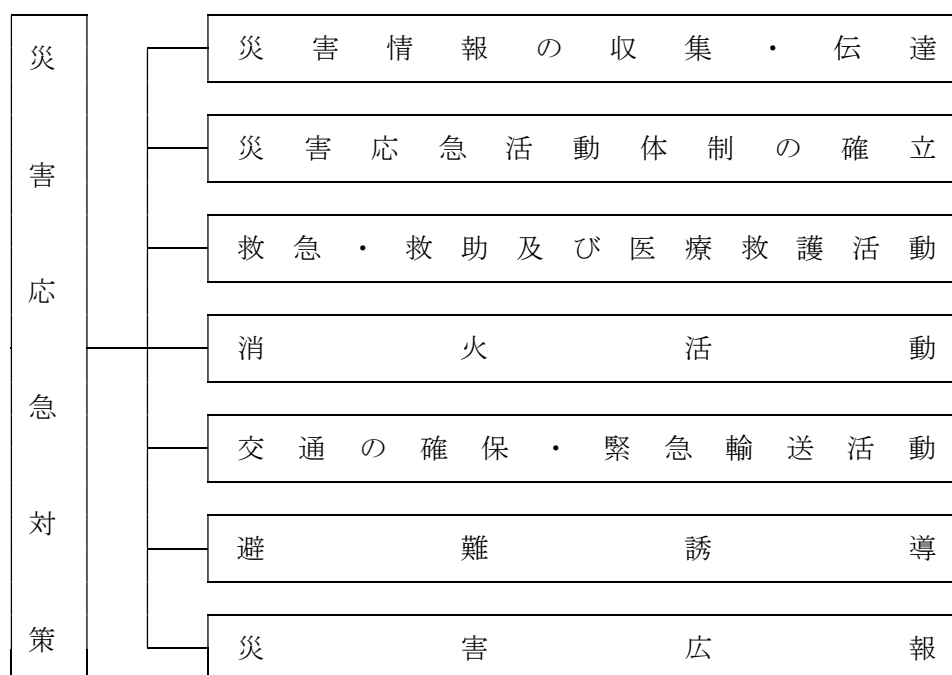 災害応急対策
災害情報の収集・伝達
災害応急活動体制の確立
救急・救助及び医療救護活動
消火活動
交通の確保・緊急輸送活動
避難誘導
災害広報